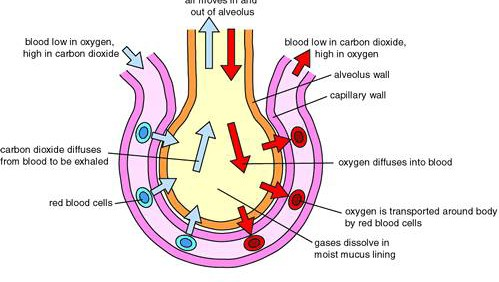 air moves in and
out of alveolus
blood low in oxygen,
high in carbon dioxide
blood low in carbon dioxide,
high in oxygen
alveolus wall
capillary wall
carbon dioxide diffuses
from blood to be exhaled
oxygen diffuses into blood
red blood cells
oxygen is transported around body
by red blood cells
gases dissolve in
moist mucus lining